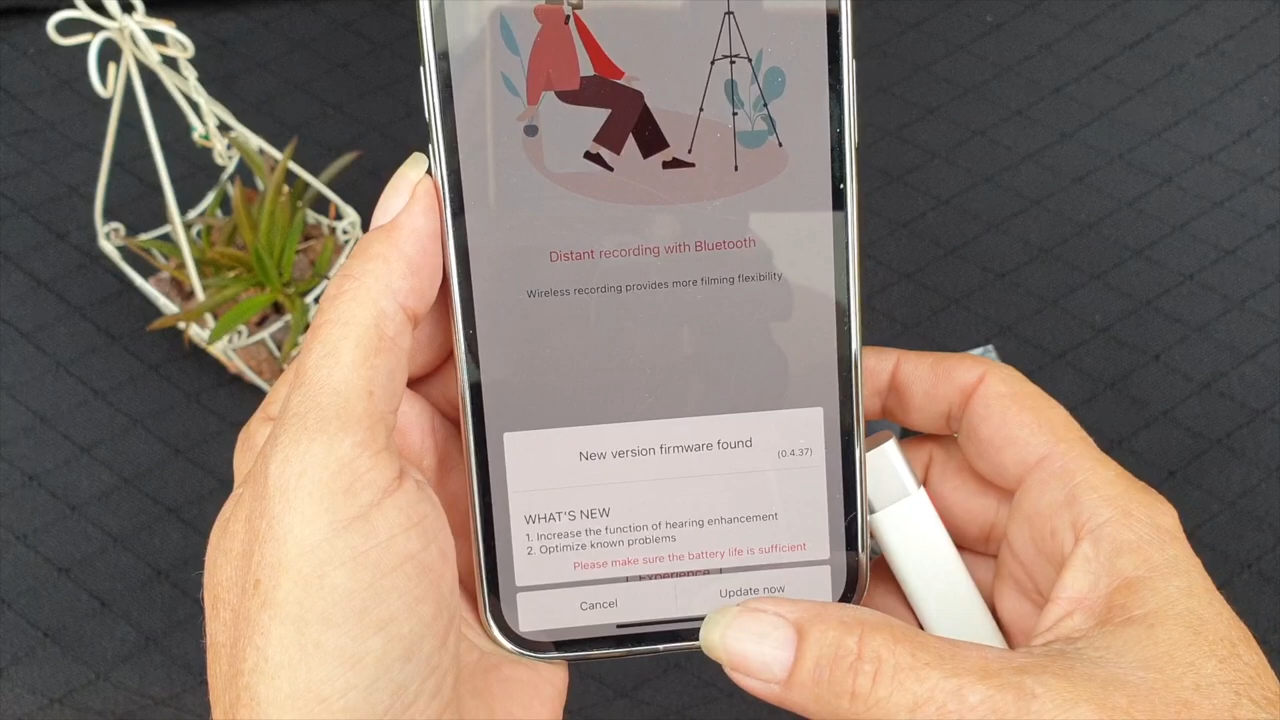 Distant recording with Bluetooth
Wireless recording provides more filming flexibility
New version firmware found
(0.4.37)
WHAT'S NEW
1. Increase the function of hearing enhancement
2. Optimize known problems
Please make sure the battery life is sufficient
Experience
Cancel
Update now